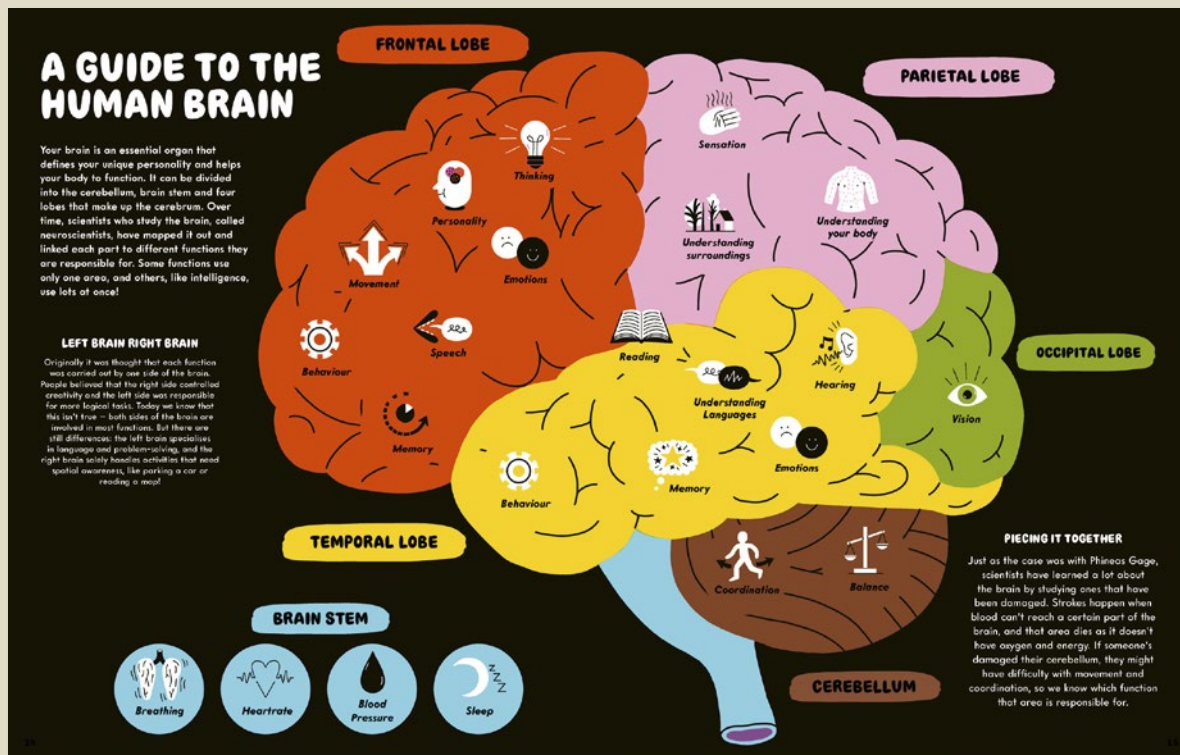 A GUIDE TO THE
HUMAN BRAIN
Your brain is an essential organ that
defines your unique personality and helps
your body to function. It can be divided
into the cerebellum, brain stem and four
lobes that make up the cerebrum. Over
time, scientists who study the brain, called
neuroscientists, have mapped it out and
linked each part to different functions they
are responsible for. Some functions use
only one area, and others, like intelligence,
use lots at once!
LEFT BRAIN RIGHT BRAIN
Originally it was thought that each function
was carried out by one side of the brain.
People believed that the right side controlled
creativity and the left side was responsible
for more logical tasks. Today we know that
this isn't true – both sides of the brain are
involved in most functions. But there are
still differences: the left brain specialises
in language and problem-solving, and the
right brain solely handles activities that need
spatial awareness, like parking a car or
reading a map!
FRONTAL LOBE
Thinking
Personality
Movement
Emotions
Speech
Behaviour
Memory
PARIETAL LOBE
Sensation
Understanding
your body
Understanding
surroundings
Reading
OCCIPITAL LOBE
Vision
TEMPORAL LOBE
Hearing
Understanding
Languages
Emotions
Memory
Behaviour
Coordination
Balance
CEREBELLUM
BRAIN STEM
Breathing
Heartrate
Blood
Pressure
Sleep
PIECING IT TOGETHER
Just as the case was with Phineas Gage,
scientists have learned a lot about
the brain by studying ones that have
been damaged. Strokes happen when
blood can't reach a certain part of the
brain, and that area dies as it doesn't
have oxygen and energy. If someone's
damaged their cerebellum, they might
have difficulty with movement and
coordination, so we know which function
that area is responsible for.